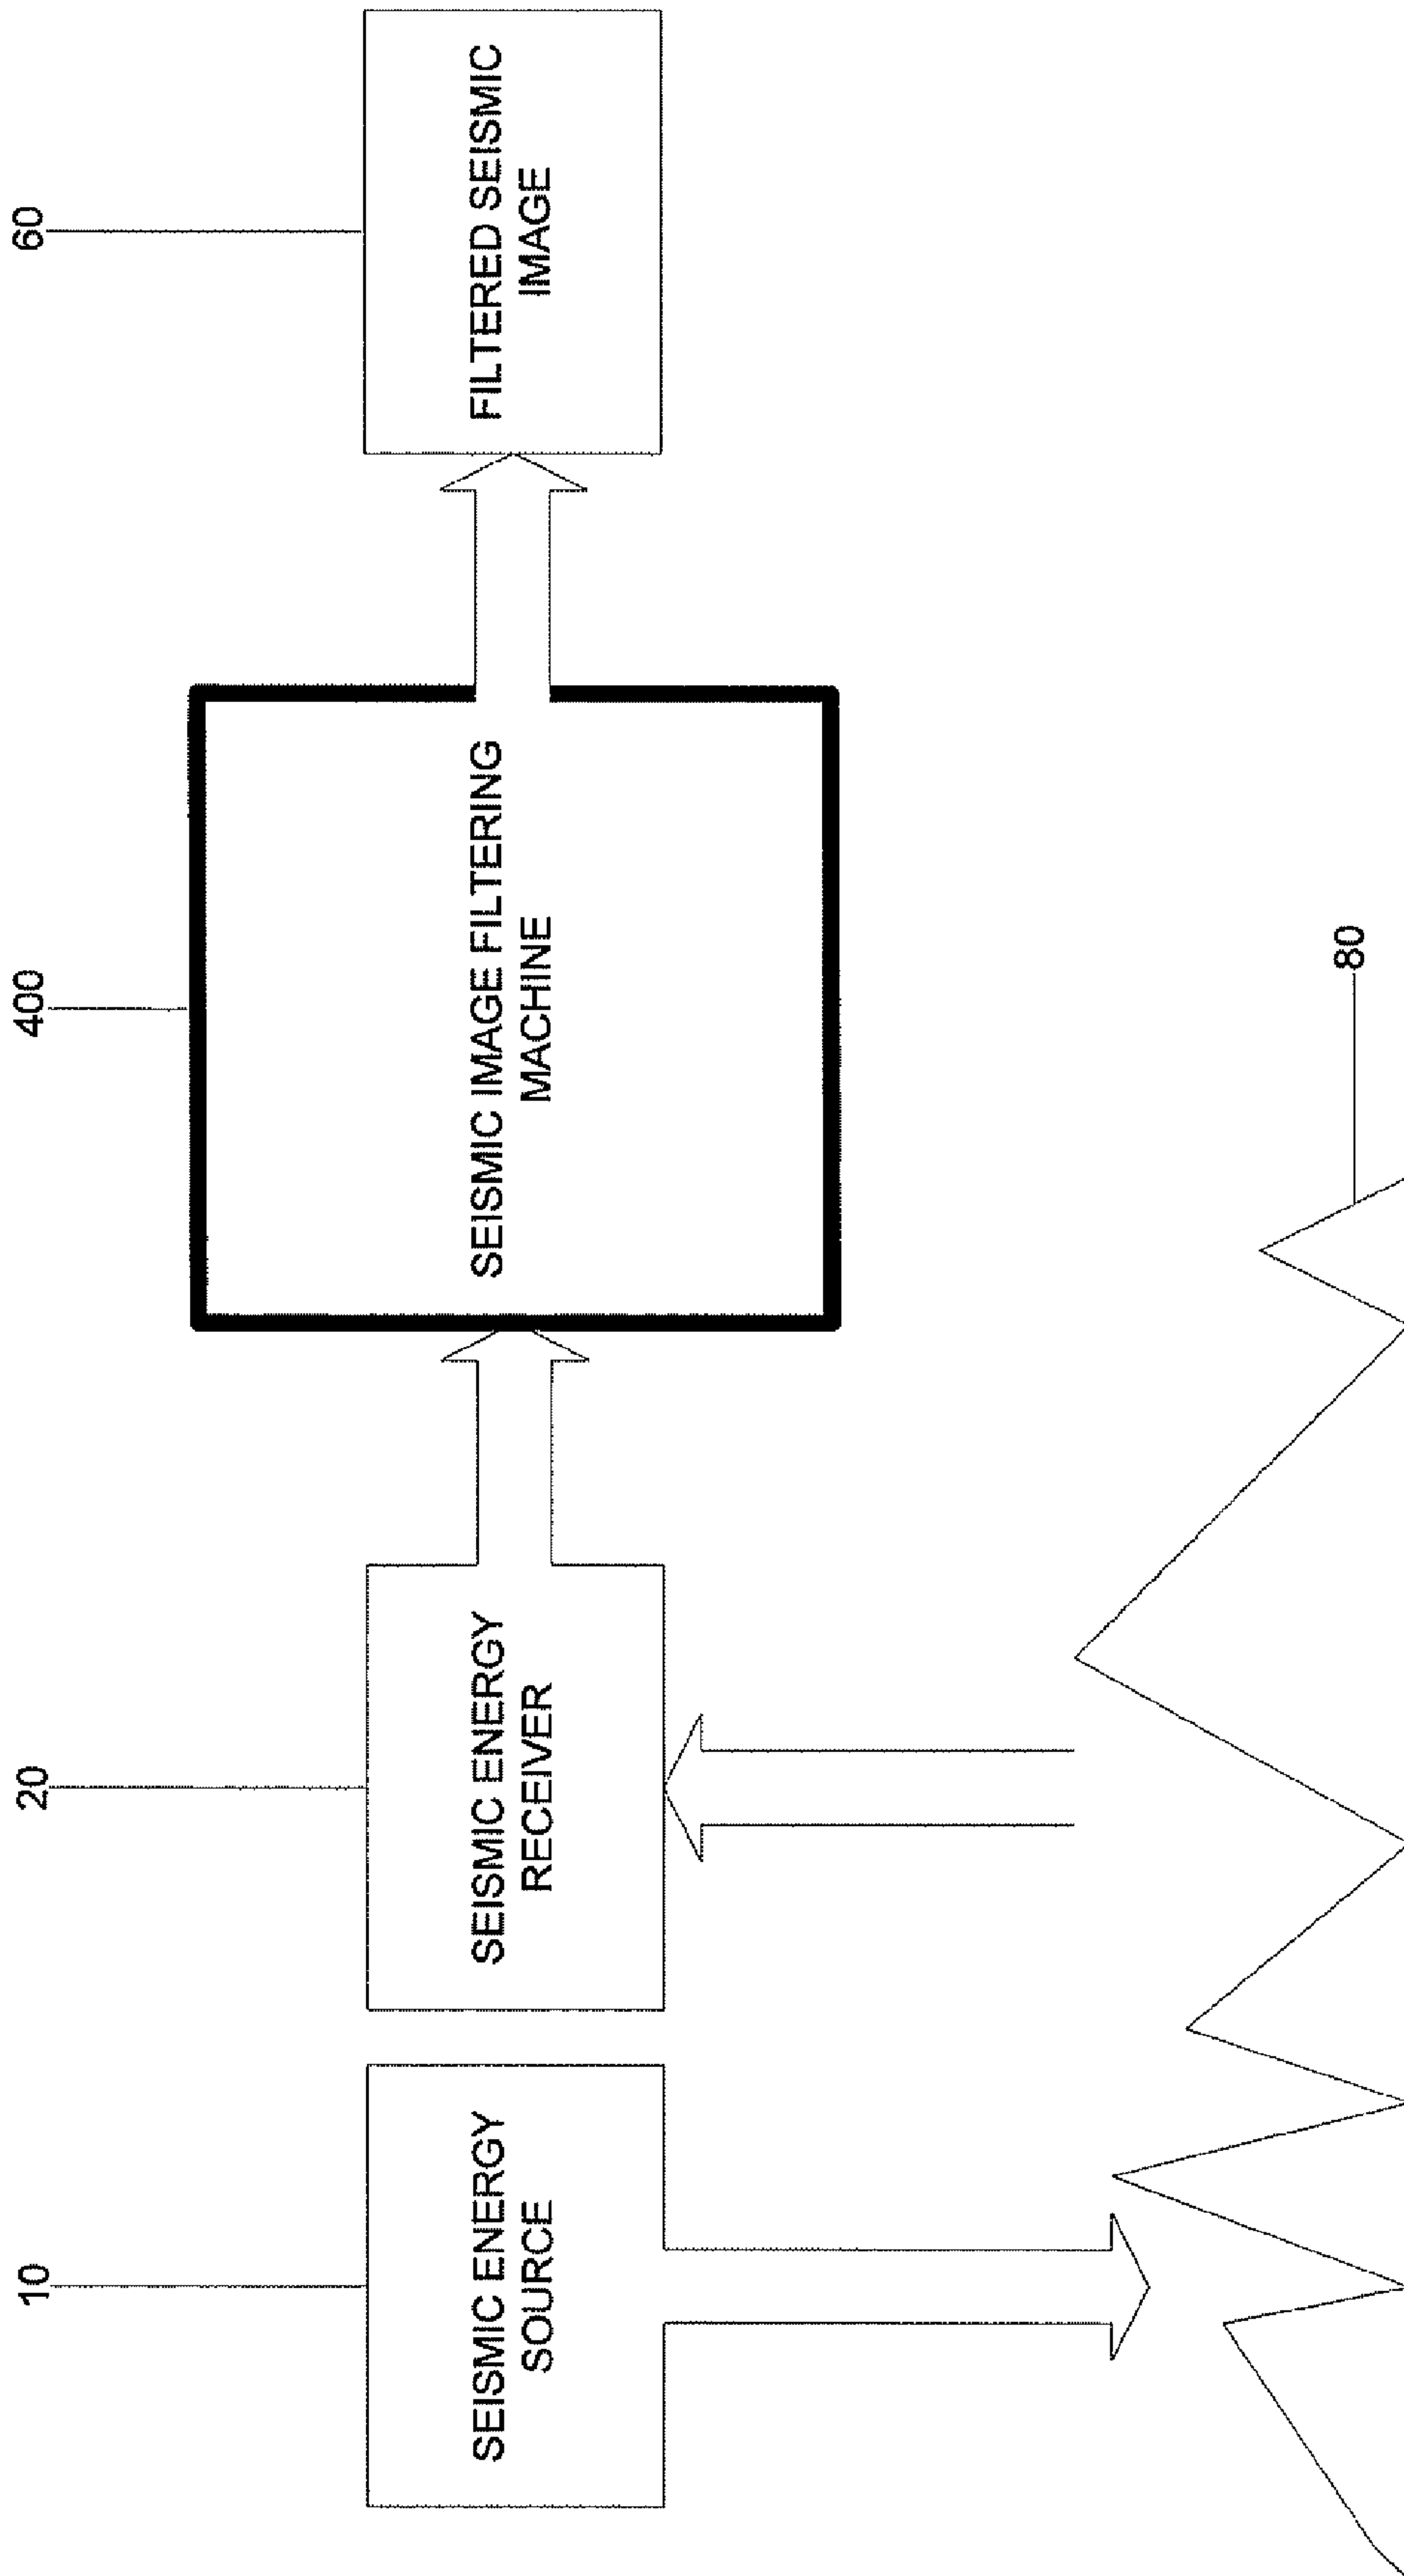 10
20
400
60
SEISMIC ENERGY
SOURCE
SEISMIC ENERGY
RECEIVER
SEISMIC IMAGE FILTERING
MACHINE
FILTERED SEISMIC
IMAGE
80